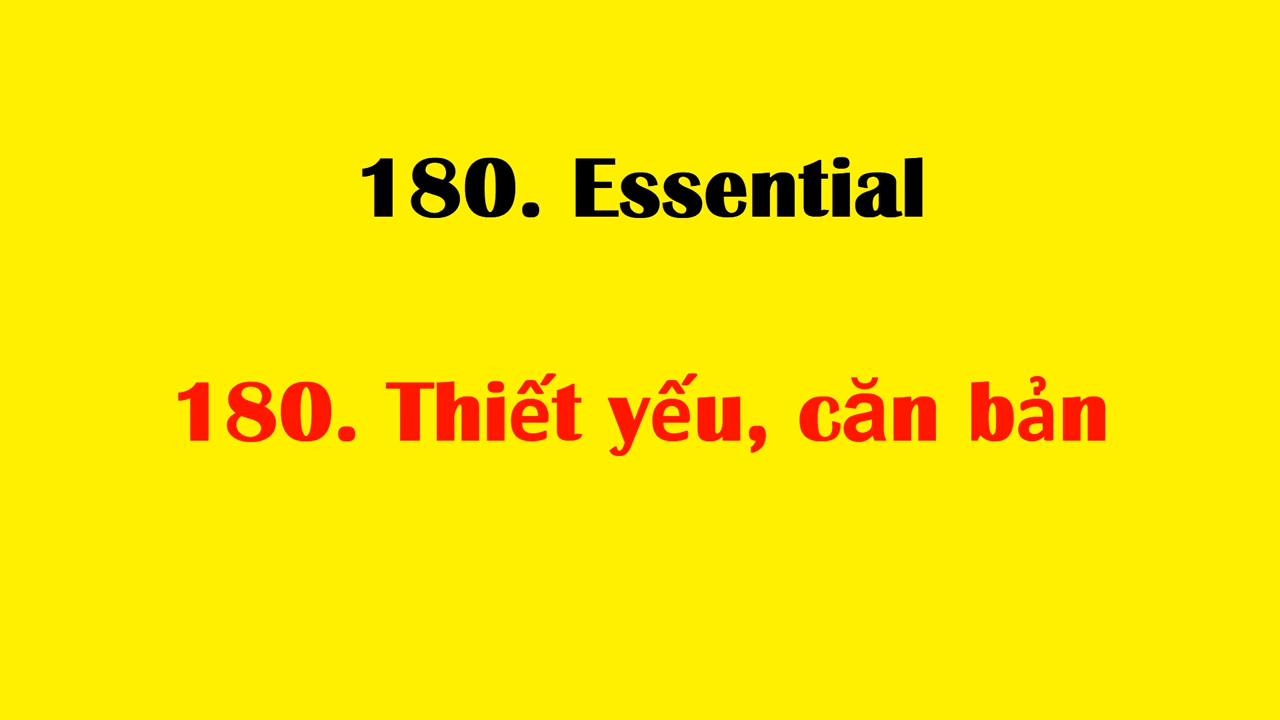 180. Essential
180. Thiết yếu, căn bản